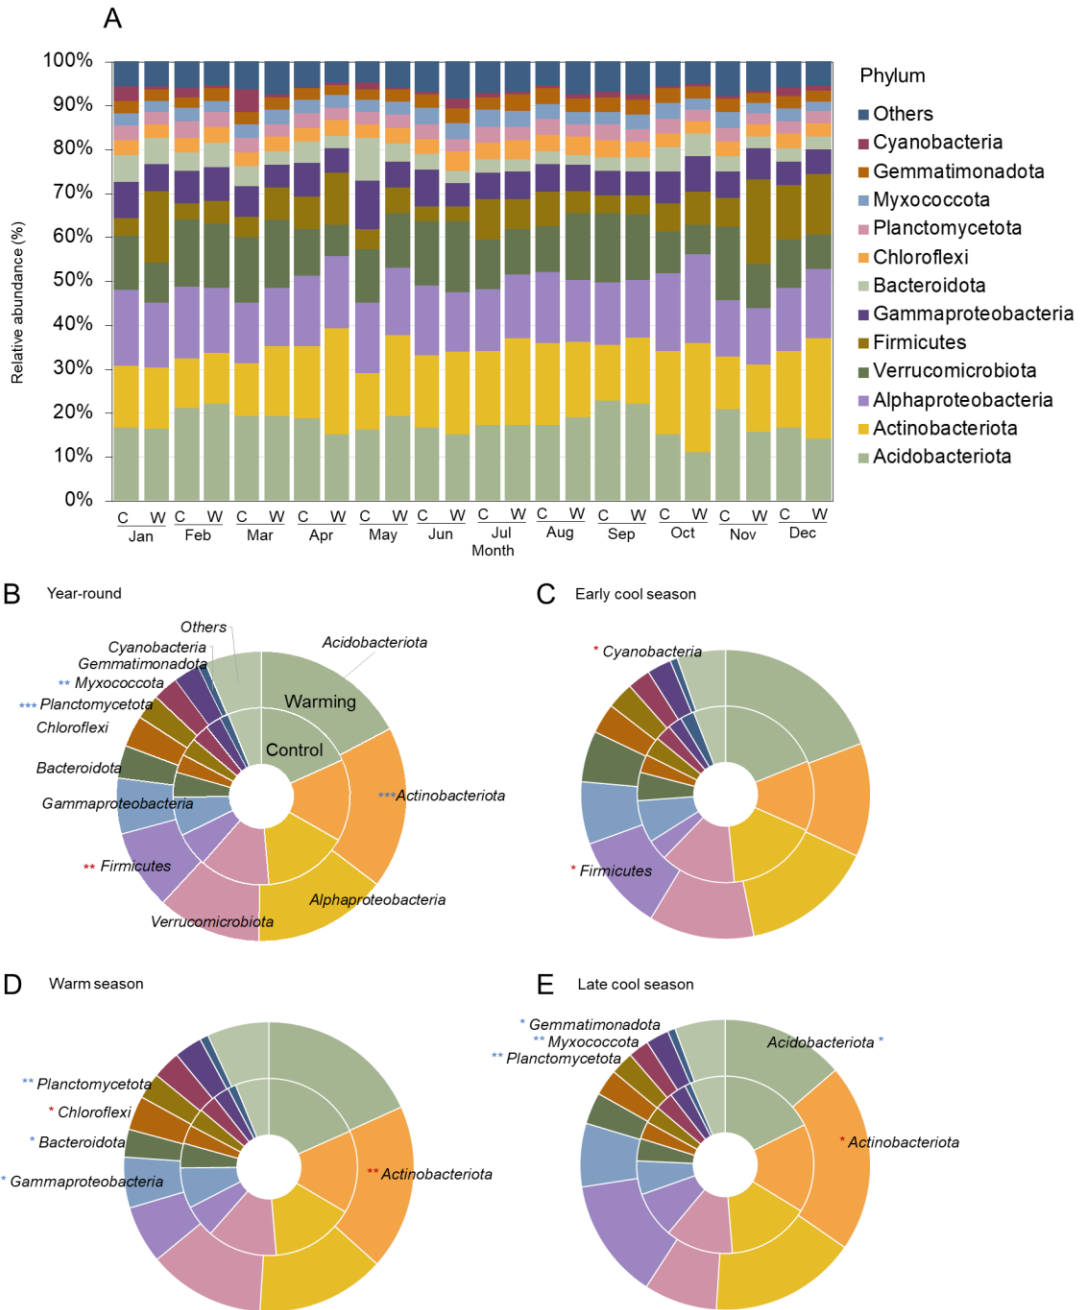 A
Relative abundance (%)
100%
90%
80%
70%
60%
50%
40%
30%
20%
10%
0%
C W C W C W C W C W C W C W C W C W C W C W C W
Jan Feb Mar Apr May Jun Jul Aug Sep Oct Nov Dec
Month
Phylum
Others
Cyanobacteria
Gemmatimonadota
Myxococcota
Planctomycetota
Chloroflexi
Bacteroidota
Gammaproteobacteria
Firmicutes
Verrucomicrobiota
Alphaproteobacteria
Actinobacteriota
Acidobacteriota
B Year-round
Others
Cyanobacteria
Gemmatimonadota
** Myxococcota
*** Planctomycetota
Chloroflexi
Bacteroidota
Gammaproteobacteria
** Firmicutes
Verrucomicrobiota
Alphaproteobacteria
***Actinobacteriota
Acidobacteriota
Warming
Control
C Early cool season
* Cyanobacteria
* Firmicutes
D Warm season
** Planctomycetota
* Chloroflexi
* Bacteroidota
* Gammaproteobacteria
** Actinobacteriota
E Late cool season
* Gemmatimonadota
** Myxococcota
** Planctomycetota
Acidobacteriota *
* Actinobacteriota